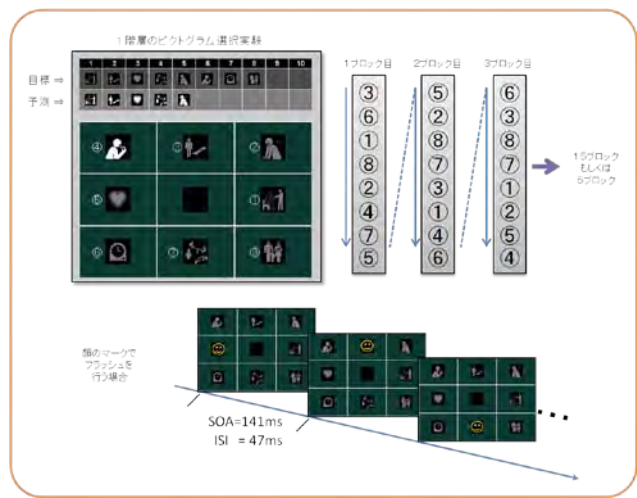 1階層のピクトグラム選択実験
1 2 3 4 5 6 7 8 9 10
目標 ⇒
予測 ⇒
1ブロック目 2ブロック目 3ブロック目
③ ⑤ ⑥
⑥ ② ③
① ⑧ ⑧
⑧ ⑦ ⑦
② ③ ①
④ ① ②
⑦ ④ ⑤
⑤ ⑥ ④
15ブロック
もしくは
5ブロック
顔のマークで
フラッシュを
行う場合
SOA=141ms
ISI = 47ms